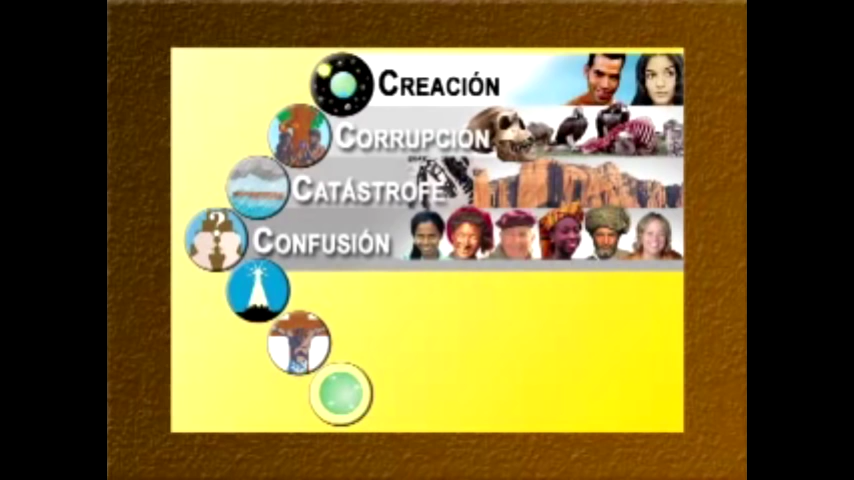 CREACIÓN
CORRUPCIÓN
CATÁSTROFE
CONFUSIÓN
?